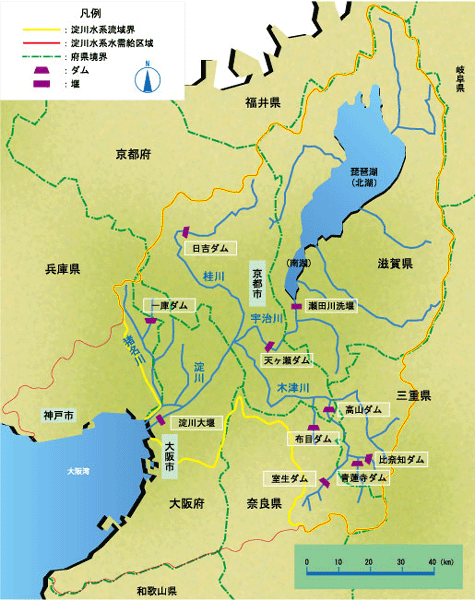 凡例
：淀川水系流域界
：淀川水系水需給区域
：府県境界
：ダム
：堰
N
岐阜県
福井県
京都府
琵琶湖
（北湖）
日吉ダム
兵庫県
京都市
（南湖）
滋賀県
桂川
一庫ダム
瀬田川洗堰
宇治川
猪名川
天ヶ瀬ダム
淀川
木津川
三重県
神戸市
高山ダム
淀川大堰
布目ダム
大阪湾
大阪市
比奈知ダム
室生ダム
青蓮寺ダム
大阪府
奈良県
0 10 20 30 40 (km)
和歌山県